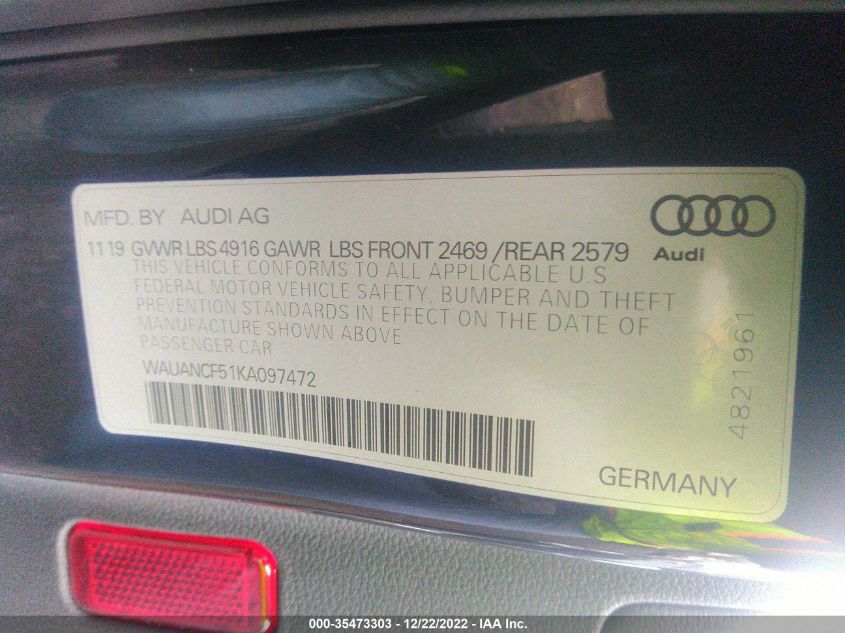 MFD. BY AUDI AG
11 19 GVWR LBS 4916 GAWR LBS FRONT 2469 /REAR 2579
Audi
THIS VEHICLE CONFORMS TO ALL APPLICABLE U.S.
FEDERAL MOTOR VEHICLE SAFETY, BUMPER AND THEFT
PREVENTION STANDARDS IN EFFECT ON THE DATE OF
MANUFACTURE SHOWN ABOVE
PASSENGER CAR
WAUANCF51KA097472
4821961
GERMANY
000-35473303 - 12/22/2022 - IAA Inc.